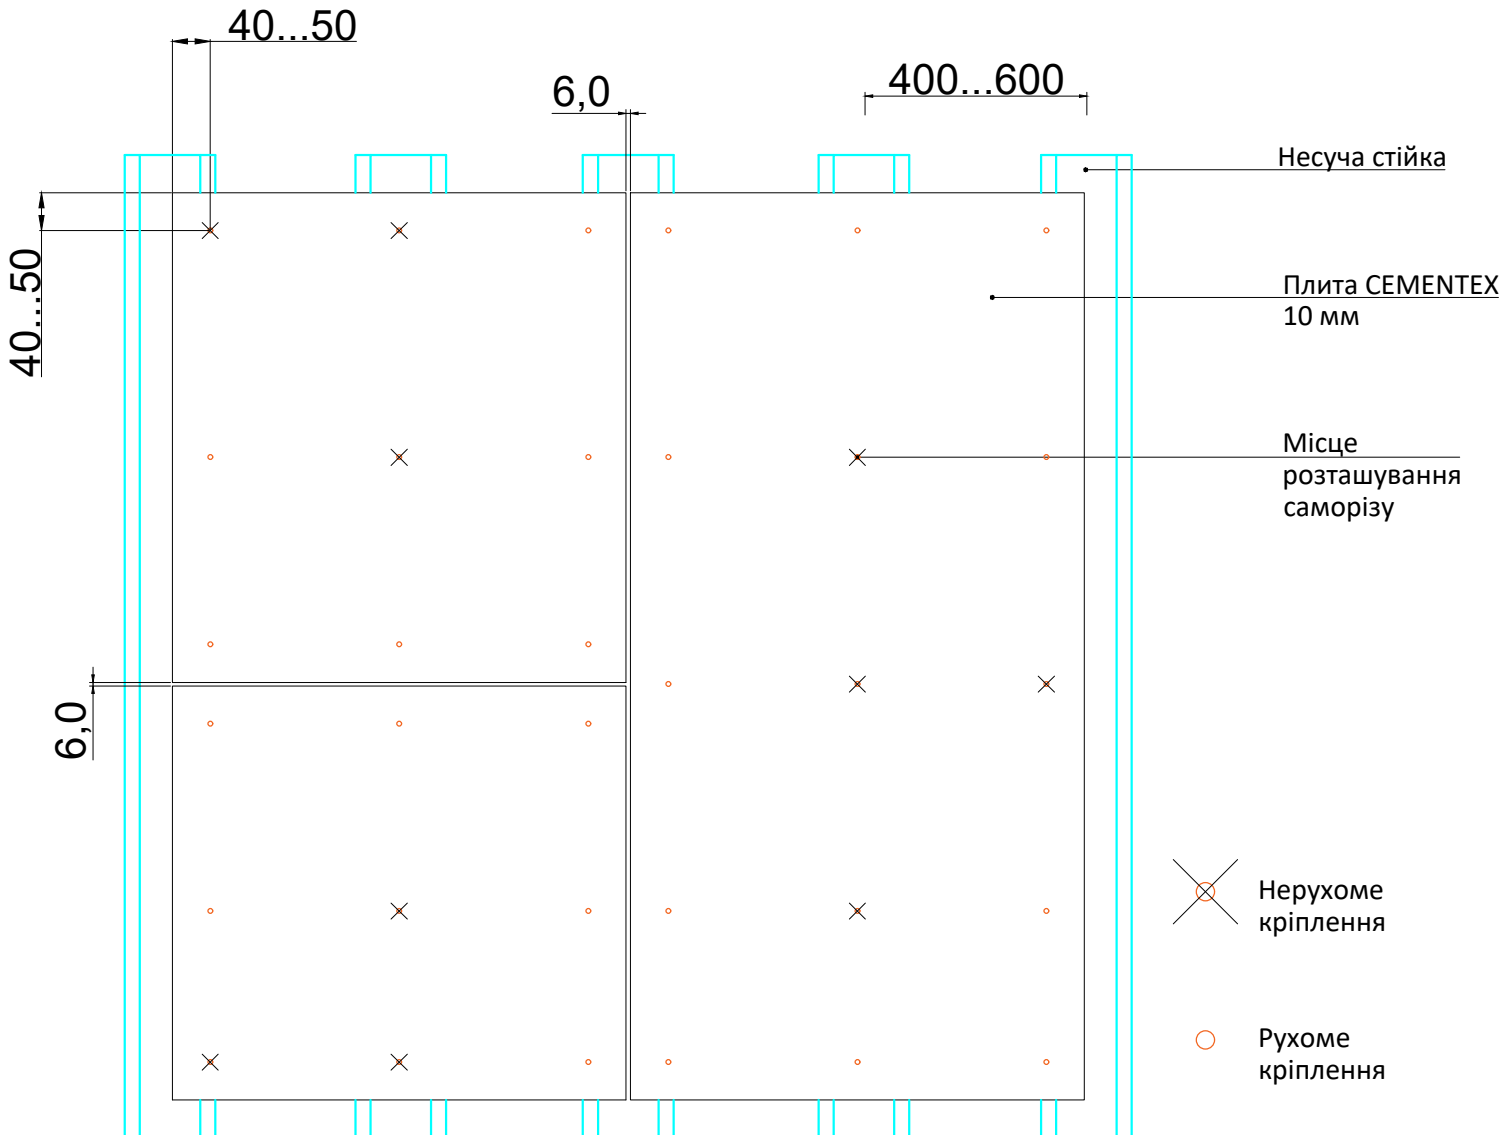 40...50
6,0
400...600
Несуча стійка
40...50
Плита CEMENTEX
10 мм
Місце
розташування
саморізу
6,0
Нерухоме
кріплення
Рухоме
кріплення